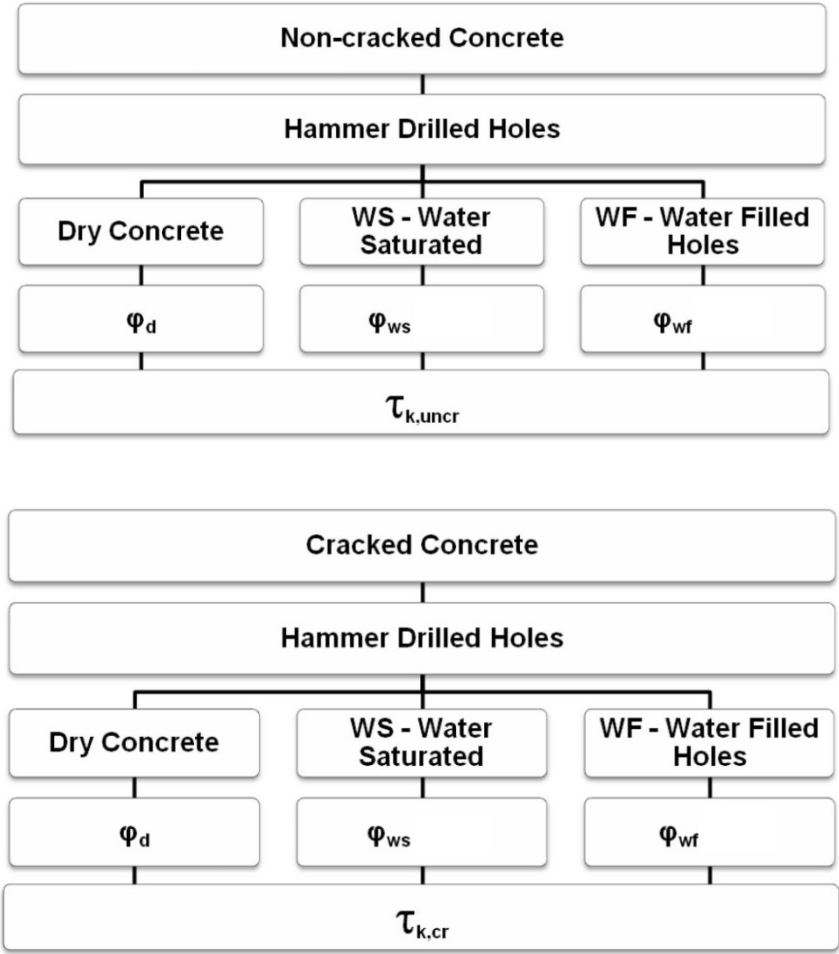 Non-cracked Concrete
Hammer Drilled Holes
Dry Concrete
WS - Water
Saturated
WF - Water Filled
Holes
φd
φws
φwf
τk,uncr
Cracked Concrete
Hammer Drilled Holes
Dry Concrete
WS - Water
Saturated
WF - Water Filled
Holes
φd
φws
φwf
τk,cr